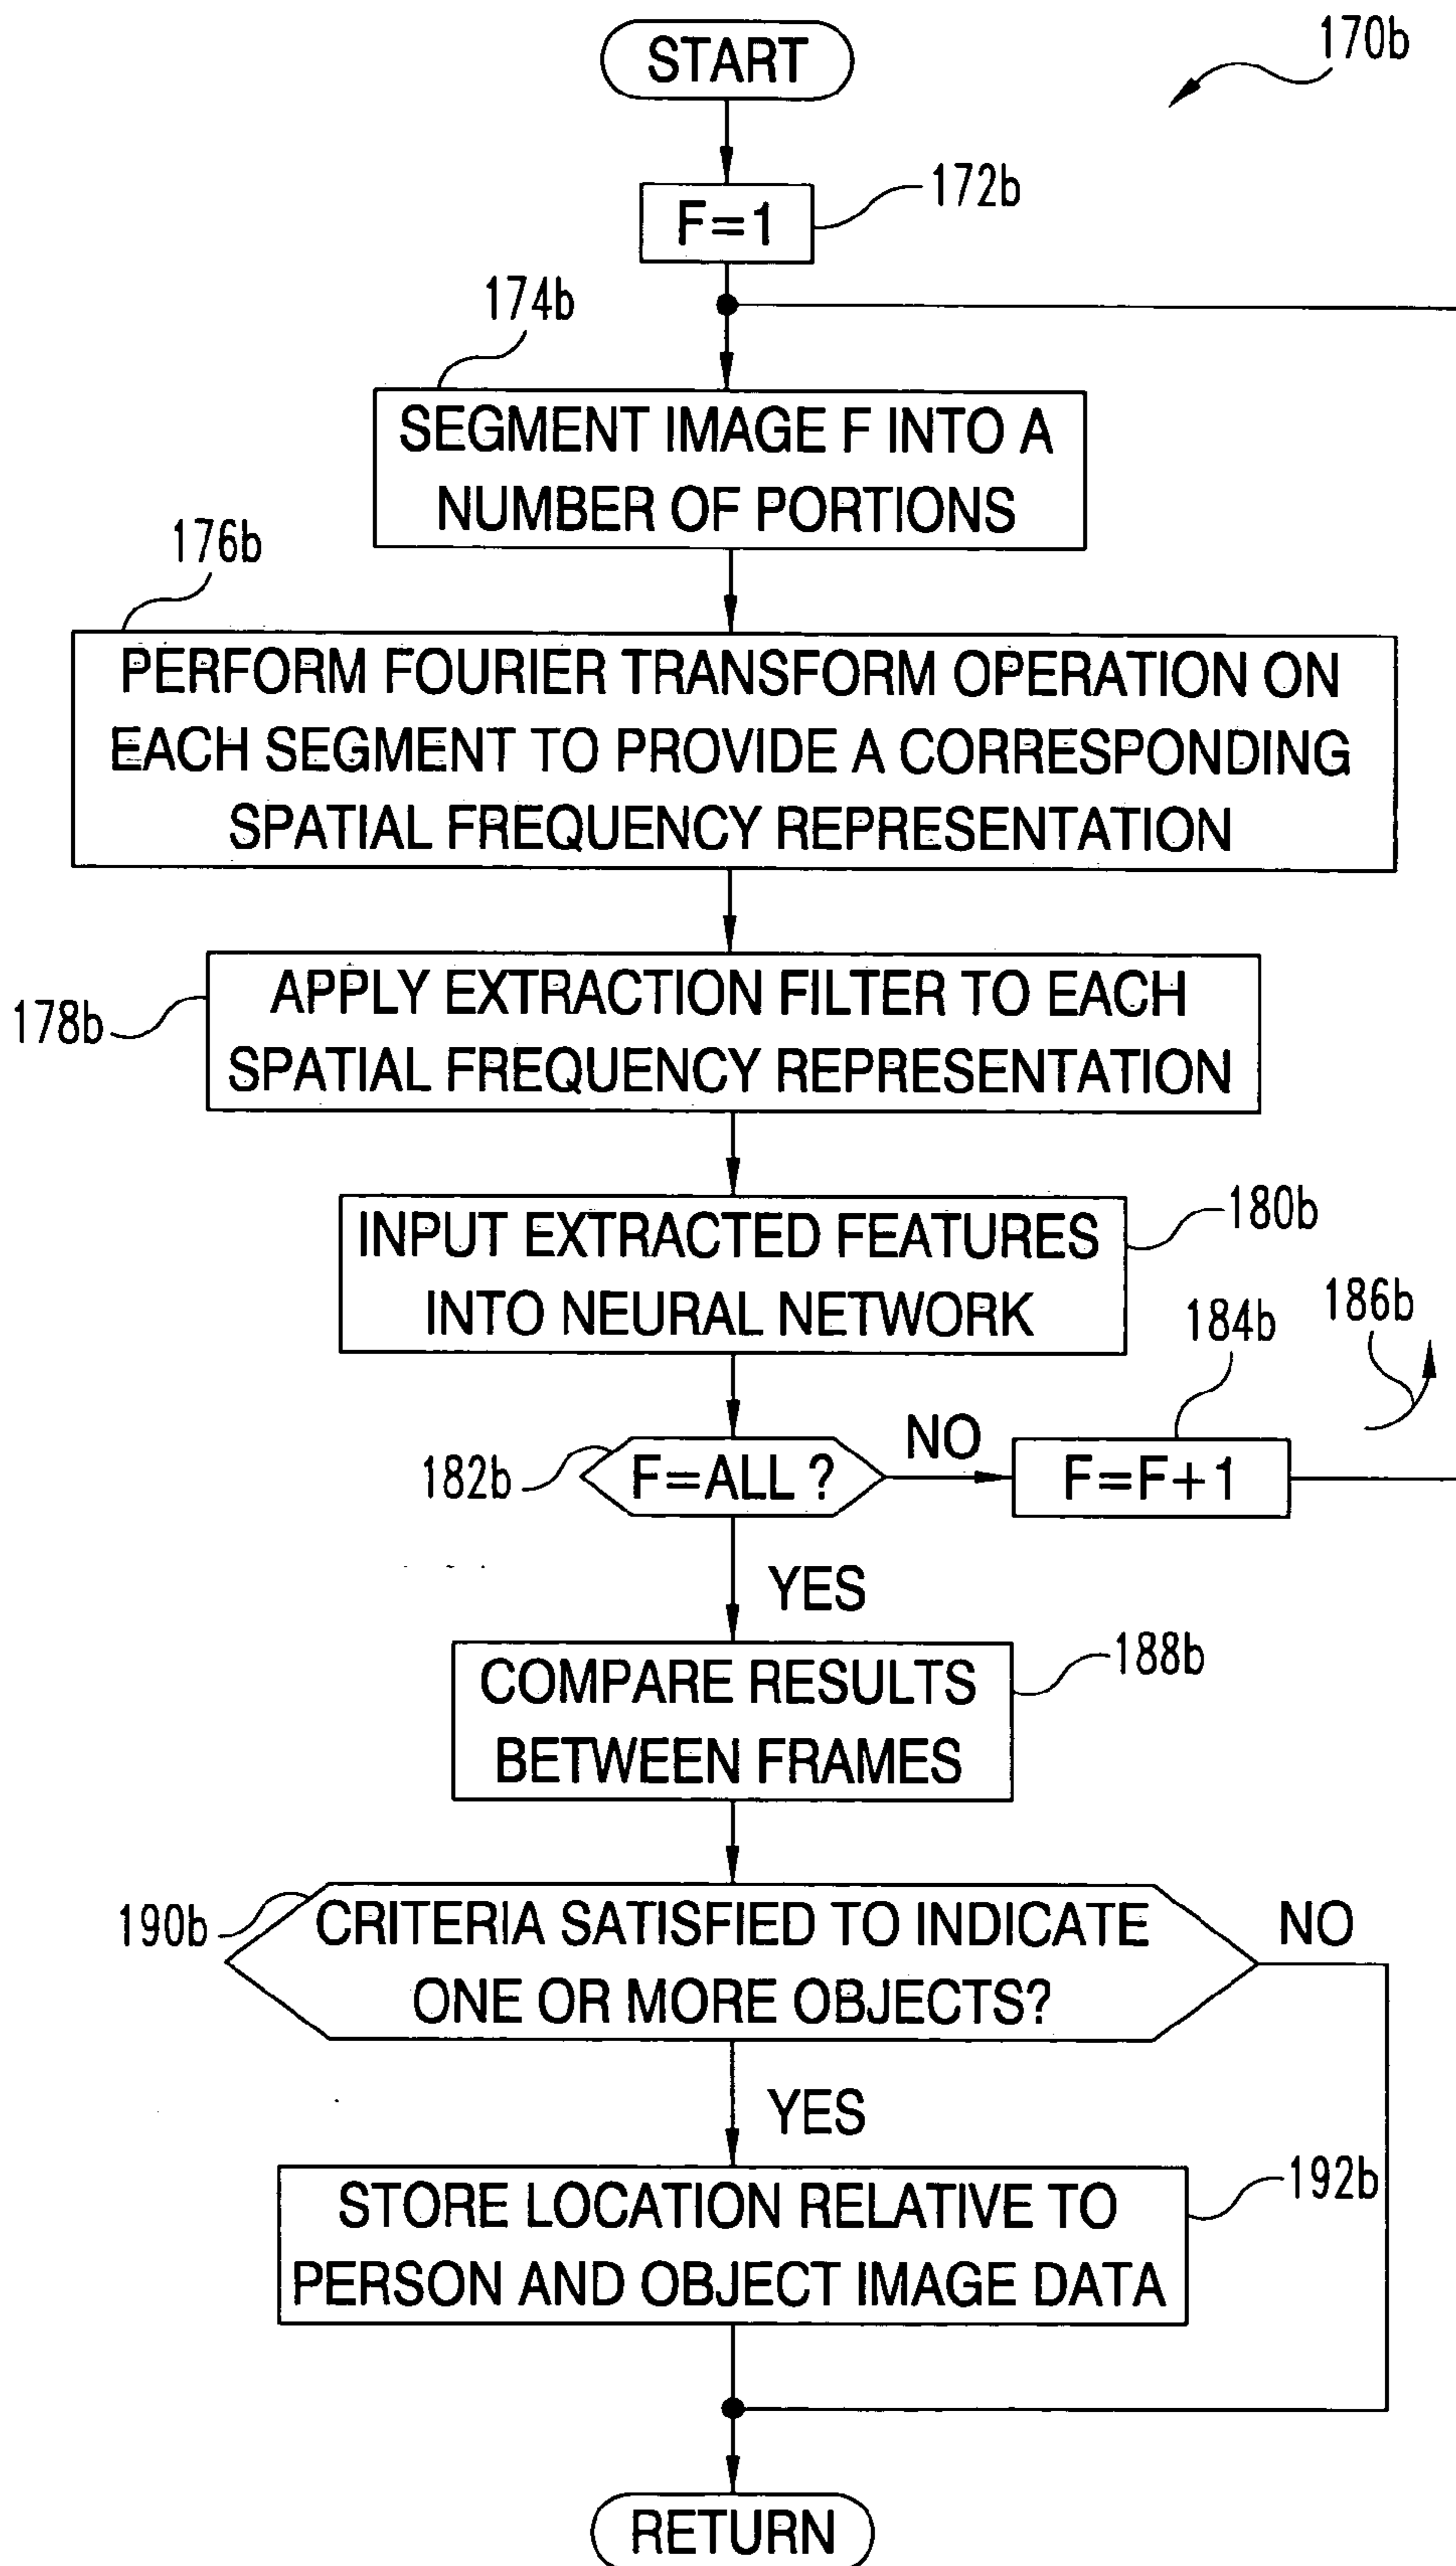 START
170b
F=1
172b
174b
SEGMENT IMAGE F INTO A
NUMBER OF PORTIONS
176b
PERFORM FOURIER TRANSFORM OPERATION ON
EACH SEGMENT TO PROVIDE A CORRESPONDING
SPATIAL FREQUENCY REPRESENTATION
178b
APPLY EXTRACTION FILTER TO EACH
SPATIAL FREQUENCY REPRESENTATION
180b
INPUT EXTRACTED FEATURES
INTO NEURAL NETWORK
184b
186b
182b
F=ALL ?
NO
F=F+1
YES
188b
COMPARE RESULTS
BETWEEN FRAMES
190b
CRITERIA SATISFIED TO INDICATE
ONE OR MORE OBJECTS?
NO
YES
192b
STORE LOCATION RELATIVE TO
PERSON AND OBJECT IMAGE DATA
RETURN